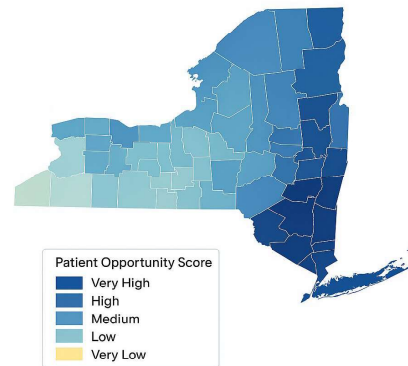 Patient Opportunity Score
Very High
High
Medium
Low
Very Low